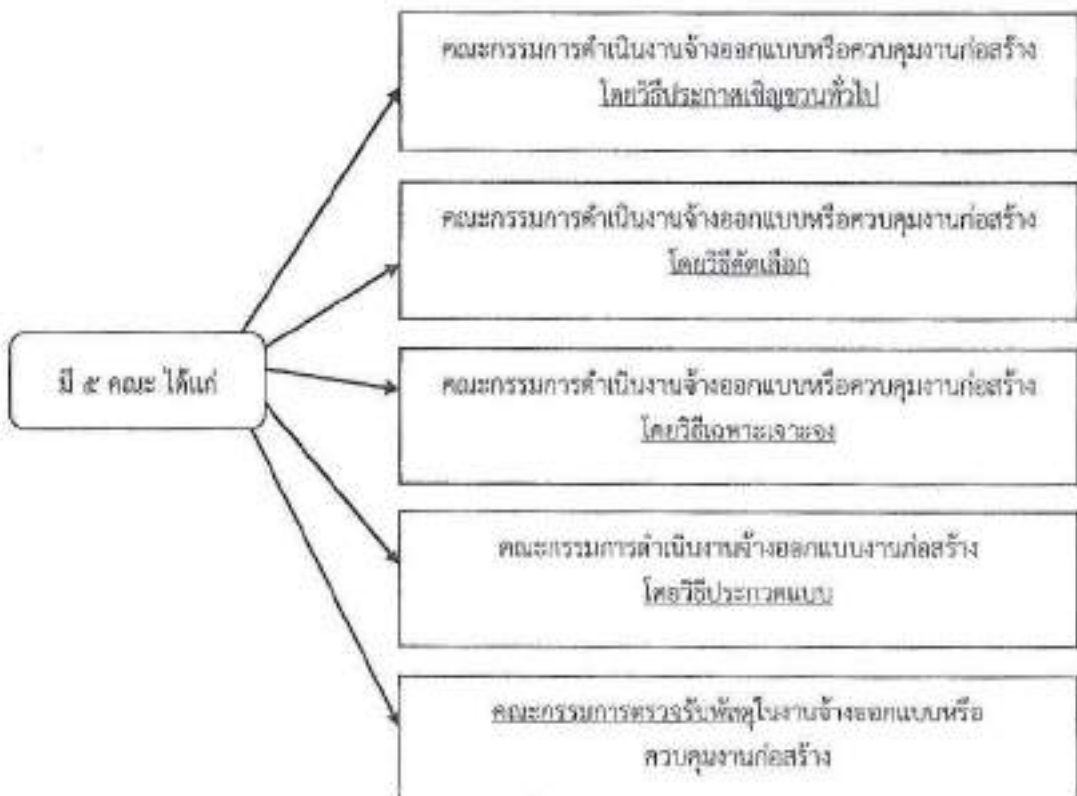 คณะกรรมการดำเนินงานจ้างออกแบบหรือควบคุมงานก่อสร้าง
โดยวิธีประกาศเชิญชวนทั่วไป
คณะกรรมการดำเนินงานจ้างออกแบบหรือควบคุมงานก่อสร้าง
โดยวิธีคัดเลือก
มี ๕ คณะ ได้แก่
คณะกรรมการดำเนินงานจ้างออกแบบหรือควบคุมงานก่อสร้าง
โดยวิธีเฉพาะเจาะจง
คณะกรรมการดำเนินงานจ้างออกแบบงานก่อสร้าง
โดยวิธีประกวดแบบ
คณะกรรมการตรวจรับพัสดุในงานจ้างออกแบบหรือ
ควบคุมงานก่อสร้าง